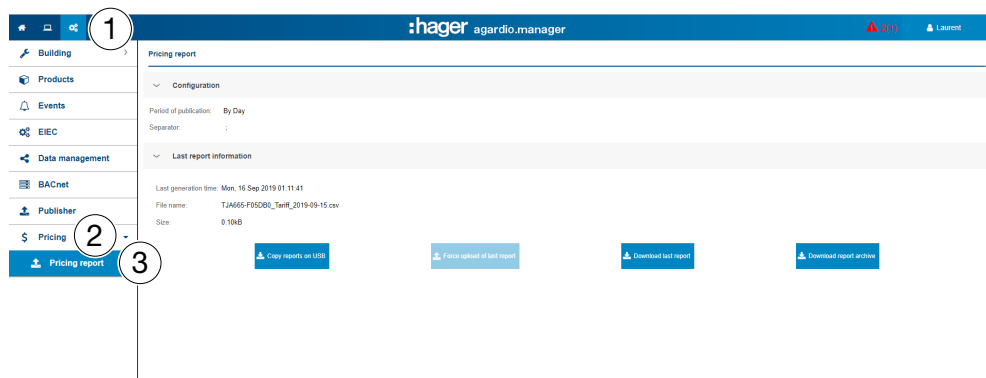 1
:hager agardio.manager
2(1)
Laurent
Building
Products
Events
EIEC
Data management
BACnet
Publisher
Pricing
2
Pricing report
3
Pricing report
Configuration
Period of publication: By Day
Separator: ;
Last report information
Last generation time: Mon, 16 Sep 2019 01:11:41
File name: TJA665-F05DB0_Tariff_2019-09-15.csv
Size: 0.10kB
Copy reports on USB
Force upload of last report
Download last report
Download report archive